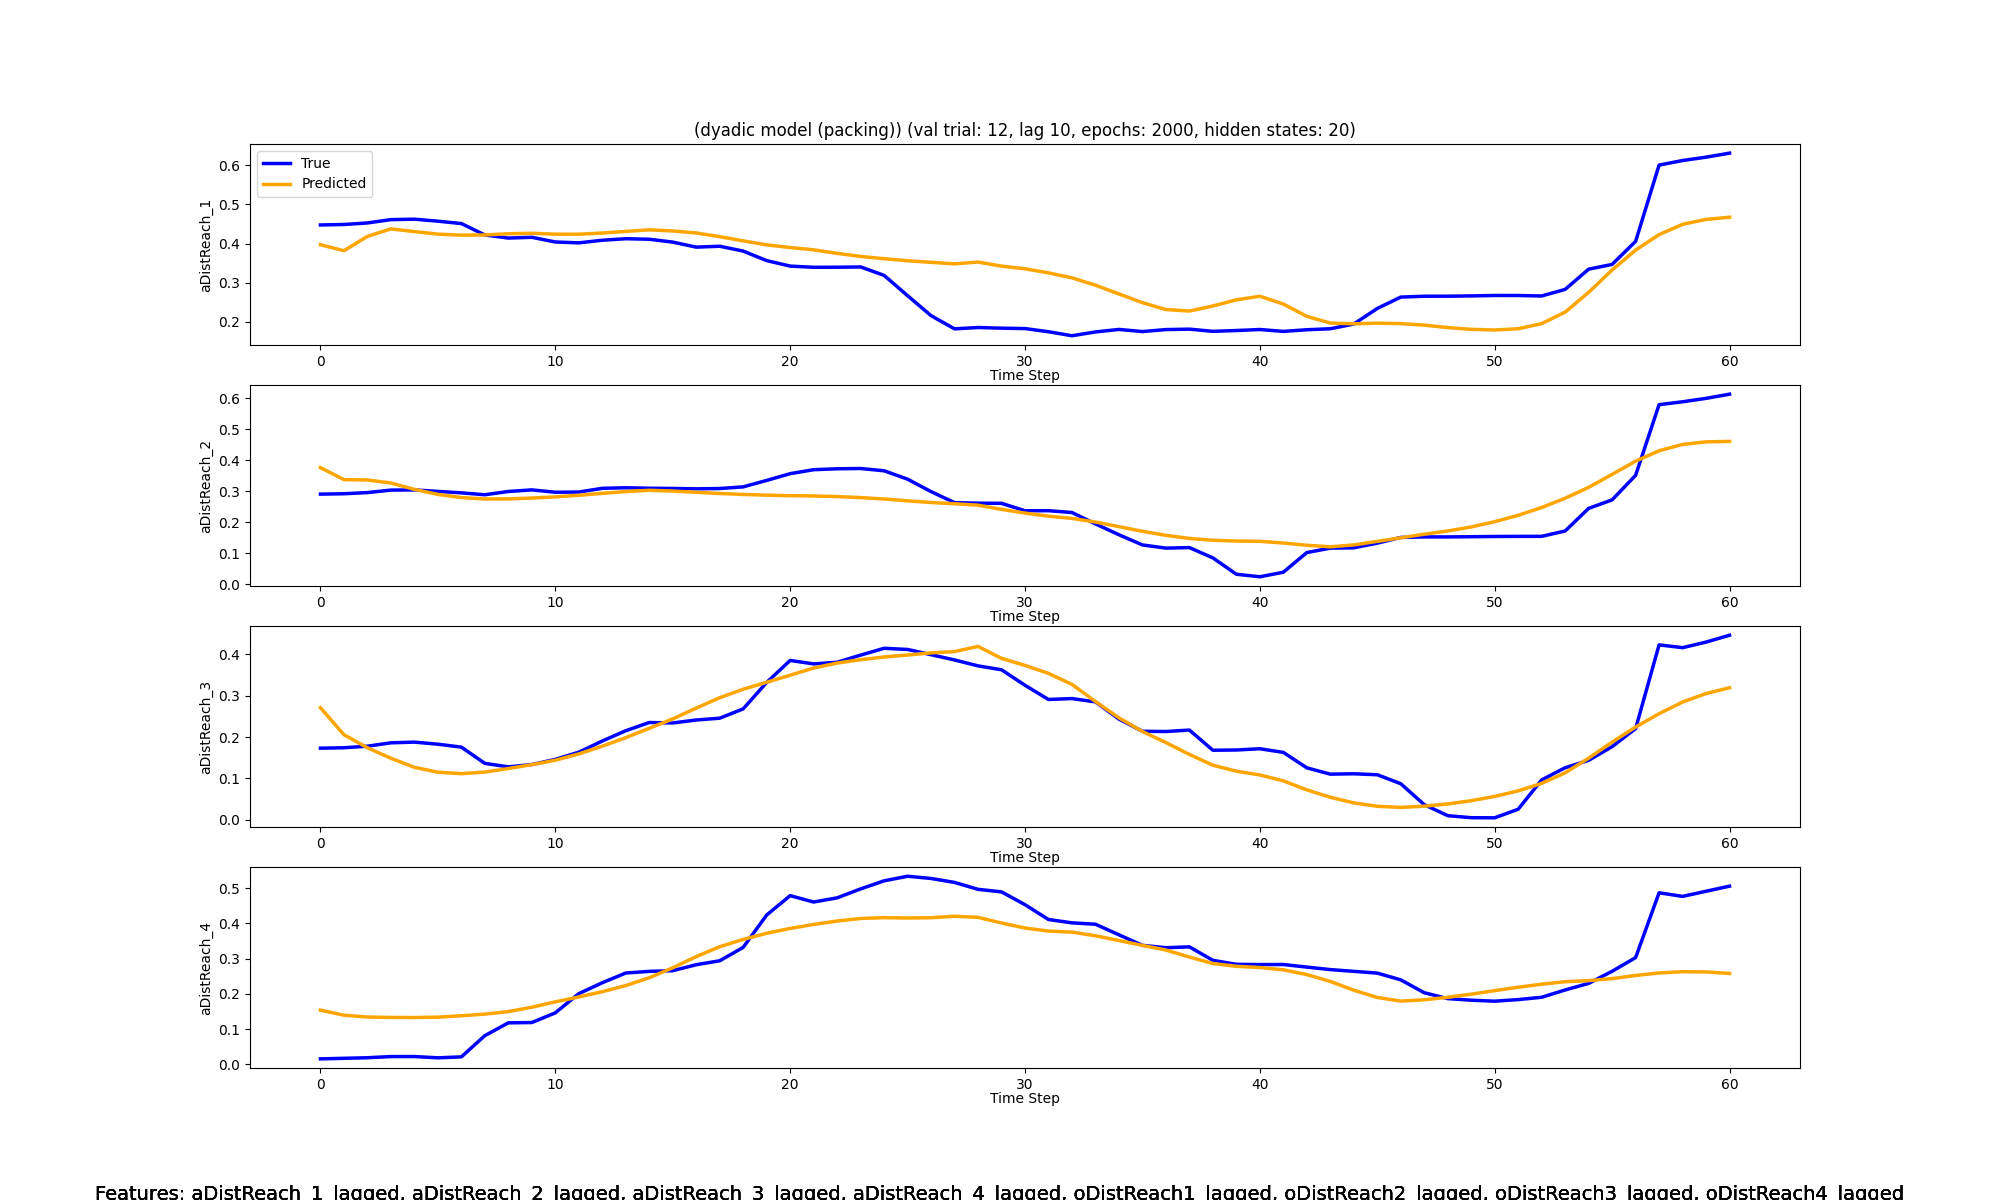 (dyadic model (packing)) (val trial: 12, lag 10, epochs: 2000, hidden states: 20)
True
Predicted
aDistReach_1
0.6
0.5
0.4
0.3
0.2
0 10 20 30 40 50 60
Time Step
aDistReach_2
0.6
0.5
0.4
0.3
0.2
0.1
0.0
0 10 20 30 40 50 60
Time Step
aDistReach_3
0.4
0.3
0.2
0.1
0.0
0 10 20 30 40 50 60
Time Step
aDistReach_4
0.5
0.4
0.3
0.2
0.1
0.0
0 10 20 30 40 50 60
Time Step
Features: aDistReach_1_lagged, aDistReach_2_lagged, aDistReach_3_lagged, aDistReach_4_lagged, oDistReach1_lagged, oDistReach2_lagged, oDistReach3_lagged, oDistReach4_lagged